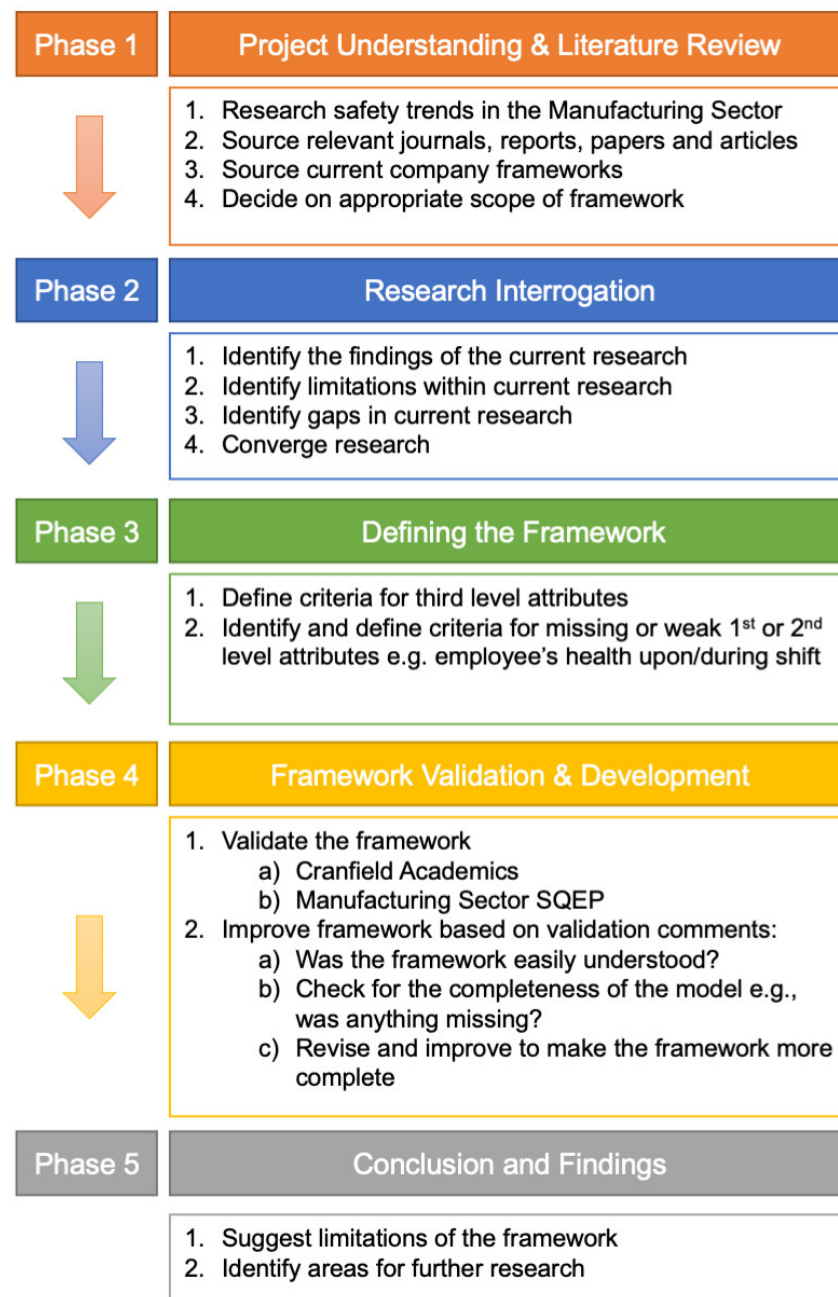 Phase 1
Project Understanding & Literature Review
1. Research safety trends in the Manufacturing Sector
2. Source relevant journals, reports, papers and articles
3. Source current company frameworks
4. Decide on appropriate scope of framework
Phase 2
Research Interrogation
1. Identify the findings of the current research
2. Identify limitations within current research
3. Identify gaps in current research
4. Converge research
Phase 3
Defining the Framework
1. Define criteria for third level attributes
2. Identify and define criteria for missing or weak 1st or 2nd
level attributes e.g. employee's health upon/during shift
Phase 4
Framework Validation & Development
1. Validate the framework
a) Cranfield Academics
b) Manufacturing Sector SQEP
2. Improve framework based on validation comments:
a) Was the framework easily understood?
b) Check for the completeness of the model e.g.,
was anything missing?
c) Revise and improve to make the framework more
complete
Phase 5
Conclusion and Findings
1. Suggest limitations of the framework
2. Identify areas for further research